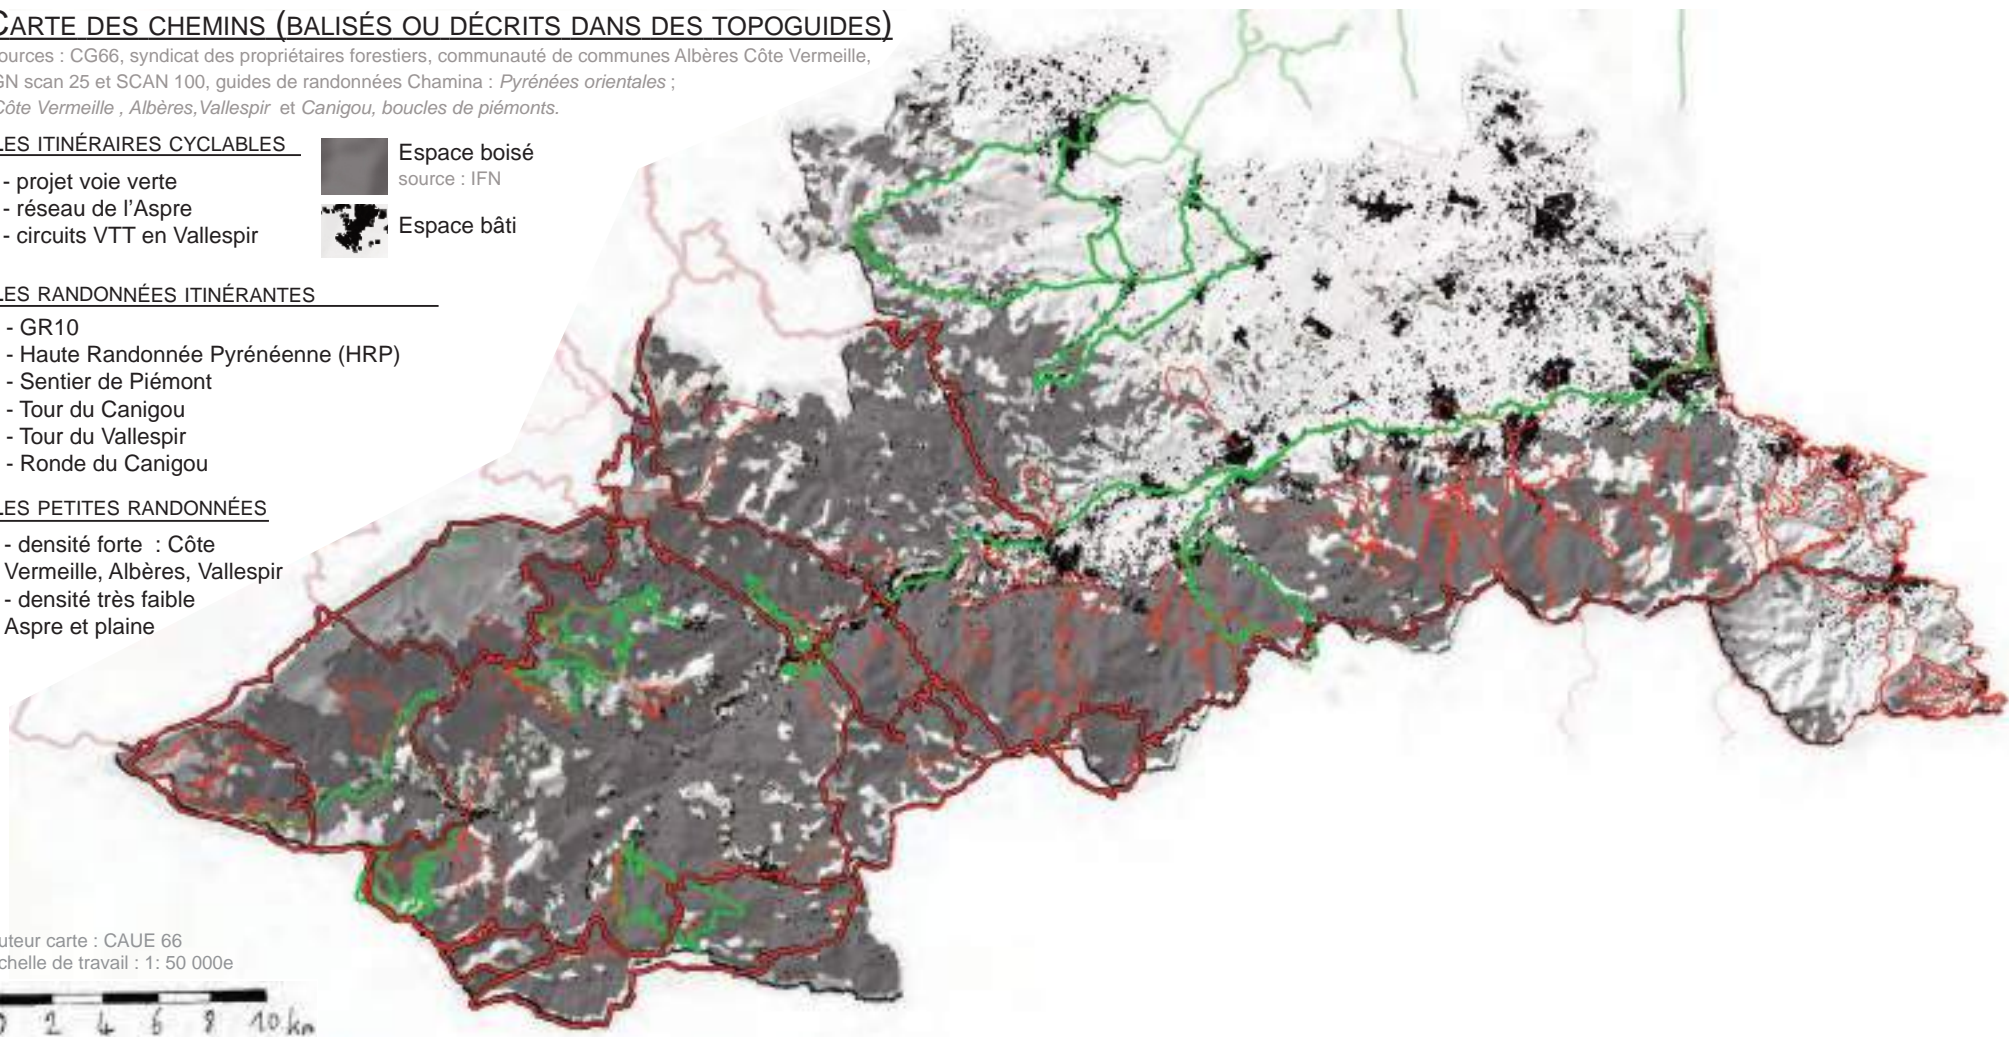 CARTE DES CHEMINS (BALISÉS OU DÉCRITS DANS DES TOPOGUIDES)
ources : CG66, syndicat des propriétaires forestiers, communauté de communes Albères Côte Vermeille,
GN scan 25 et SCAN 100, guides de randonnées Chamina : Pyrénées orientales ;
Côte Vermeille , Albères,Vallespir et Canigou, boucles de piémonts.
LES ITINÉRAIRES CYCLABLES
- projet voie verte
- réseau de l'Aspre
- circuits VTT en Vallespir
Espace boisé
source : IFN
Espace bâti
LES RANDONNÉES ITINÉRANTES
- GR10
- Haute Randonnée Pyrénéenne (HRP)
- Sentier de Piémont
- Tour du Canigou
- Tour du Vallespir
- Ronde du Canigou
LES PETITES RANDONNÉES
- densité forte : Côte
Vermeille, Albères, Vallespir
- densité très faible
Aspre et plaine
uteur carte : CAUE 66
chelle de travail : 1: 50 000e
0 2 4 6 8 10 km